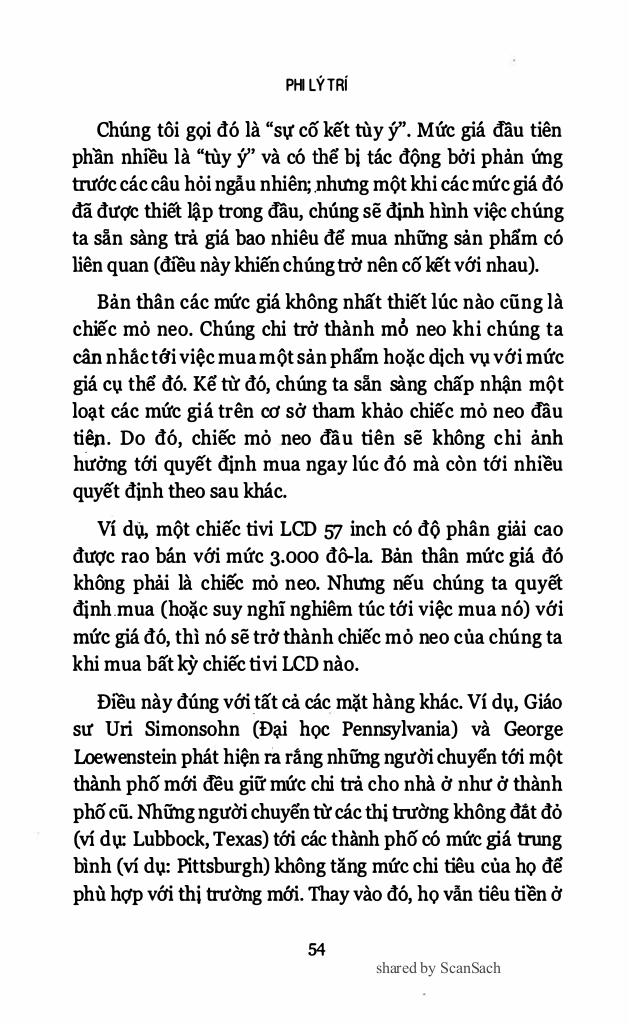 PHI LÝ TRÍ
Chúng tôi gọi đó là “sự cố kết tùy ý”. Mức giá đầu tiên
phần nhiều là “tùy ý” và có thể bị tác động bởi phản ứng
trước các câu hỏi ngẫu nhiên; nhưng một khi các mức giá đó
đã được thiết lập trong đầu, chúng sẽ định hình việc chúng
ta sẵn sàng trả giá bao nhiêu để mua những sản phẩm có
liên quan (điều này khiến chúng trở nên cố kết với nhau).
Bản thân các mức giá không nhất thiết lúc nào cũng là
chiếc mỏ neo. Chúng chỉ trở thành mỏ neo khi chúng ta
cân nhắc tới việc mua một sản phẩm hoặc dịch vụ với mức
giá cụ thể đó. Kể từ đó, chúng ta sẵn sàng chấp nhận một
loạt các mức giá trên cơ sở tham khảo chiếc mỏ neo đầu
tiên. Do đó, chiếc mỏ neo đầu tiên sẽ không chỉ ảnh
hưởng tới quyết định mua ngay lúc đó mà còn tới nhiều
quyết định theo sau khác.
Ví dụ, một chiếc tivi LCD 57 inch có độ phân giải cao
được rao bán với mức 3.000 đô-la. Bản thân mức giá đó
không phải là chiếc mỏ neo. Nhưng nếu chúng ta quyết
định mua (hoặc suy nghĩ nghiêm túc tới việc mua nó) với
mức giá đó, thì nó sẽ trở thành chiếc mỏ neo của chúng ta
khi mua bất kỳ chiếc tivi LCD nào.
Điều này đúng với tất cả các mặt hàng khác. Ví dụ, Giáo
sư Uri Simonsohn (Đại học Pennsylvania) và George
Loewenstein phát hiện ra rằng những người chuyển tới một
thành phố mới đều giữ mức chi trả cho nhà ở như ở thành
phố cũ. Những người chuyển từ các thị trường không đắt đỏ
(ví dụ: Lubbock, Texas) tới các thành phố có mức giá trung
bình (ví dụ: Pittsburgh) không tăng mức chi tiêu của họ để
phù hợp với thị trường mới. Thay vào đó, họ vẫn tiêu tiền ở
54
shared by ScanSach